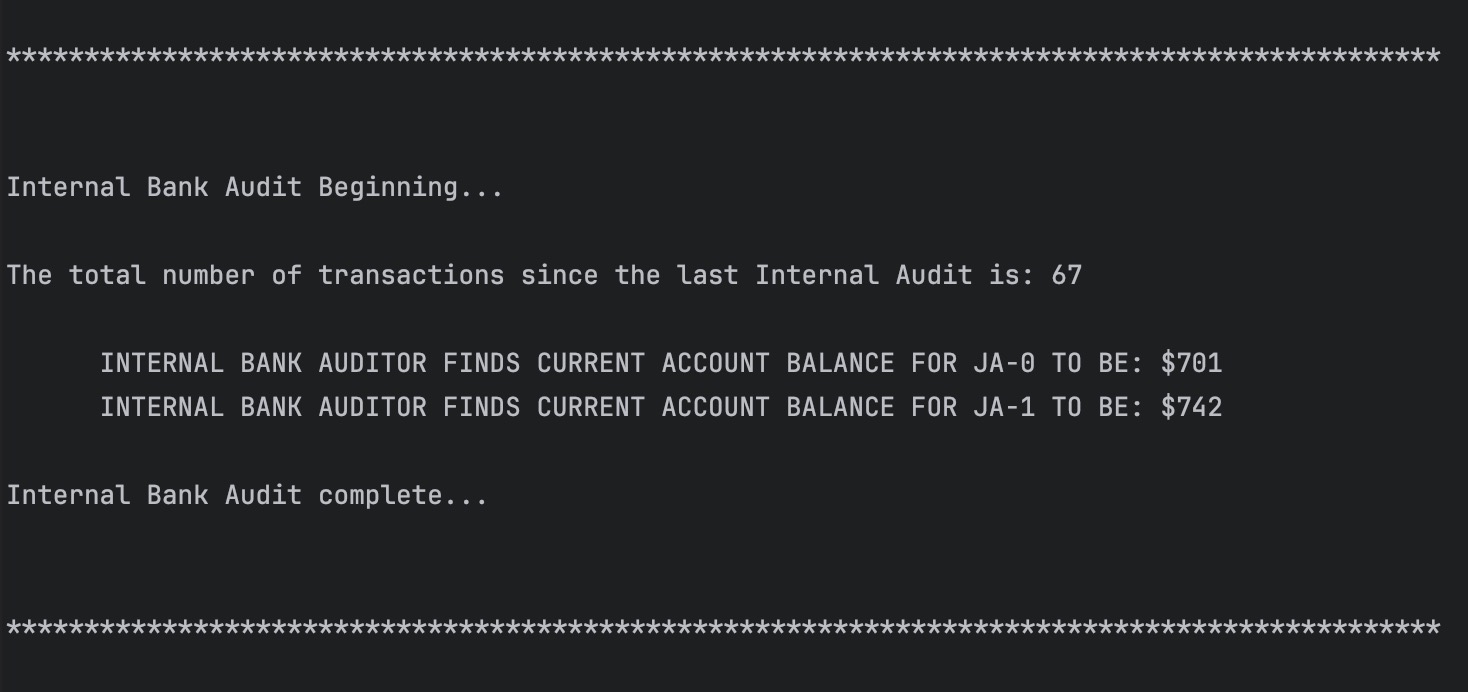 ********************************************************************************************
Internal Bank Audit Beginning...
The total number of transactions since the last Internal Audit is: 67
INTERNAL BANK AUDITOR FINDS CURRENT ACCOUNT BALANCE FOR JA-0 TO BE: $701
INTERNAL BANK AUDITOR FINDS CURRENT ACCOUNT BALANCE FOR JA-1 TO BE: $742
Internal Bank Audit complete...
********************************************************************************************